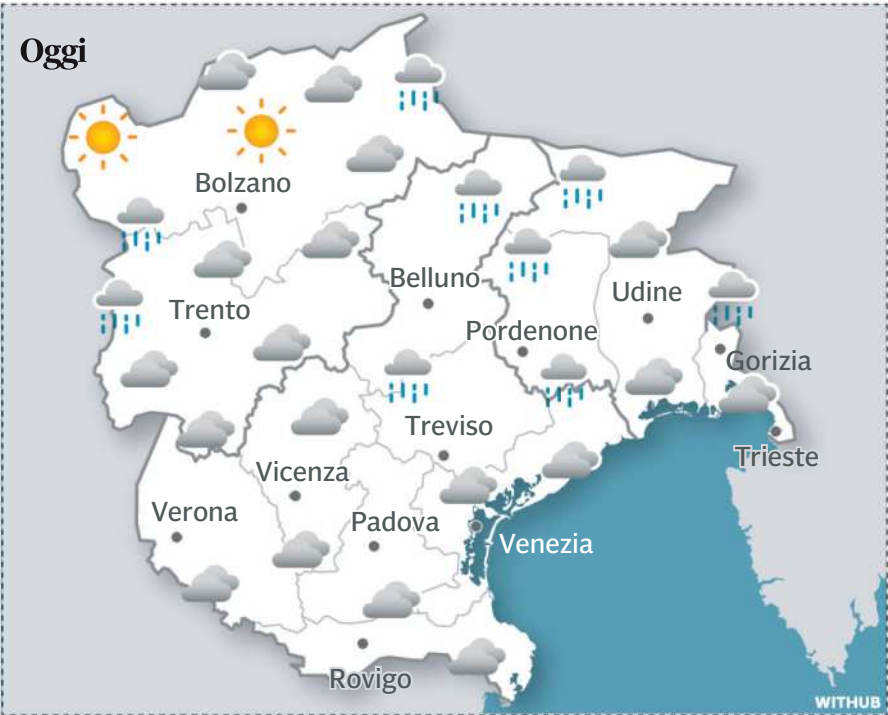 Oggi
Bolzano
Belluno
Udine
Trento
Pordenone
Gorizia
Treviso
Trieste
Vicenza
Verona
Padova
Venezia
Rovigo
WITHUB